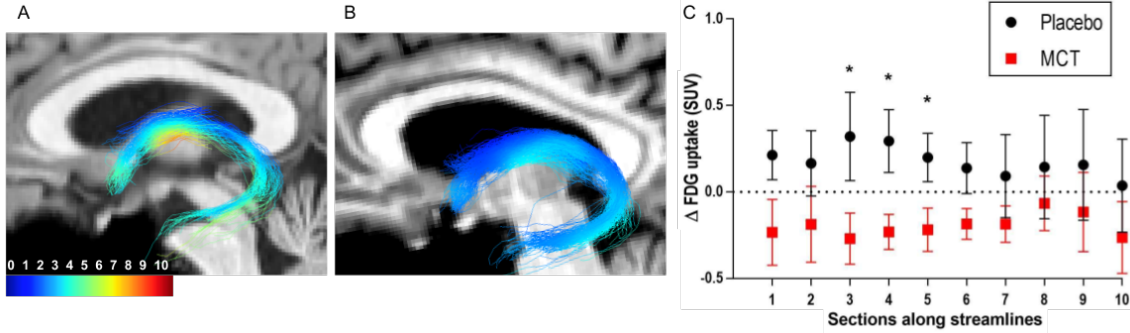 A
B
C
0 1 2 3 4 5 6 7 8 9 10
Placebo
MCT
Δ FDG uptake (SUV)
1.0
0.5
0.0
-0.5
* * *
1 2 3 4 5 6 7 8 9 10
Sections along streamlines